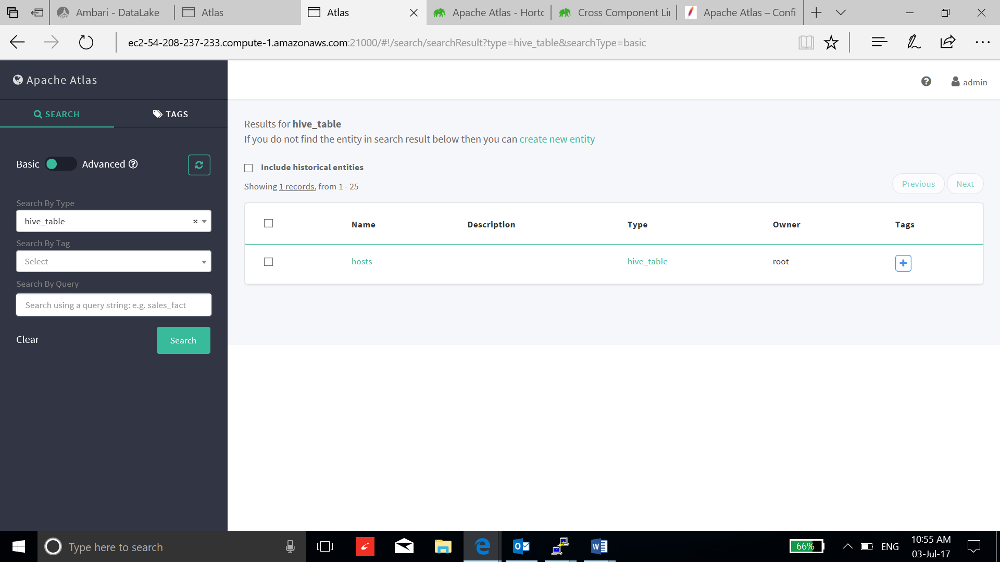 Ambari - DataLake
Atlas
Atlas
Apache Atlas - Horto
Cross Component Li
Apache Atlas – Confi
ec2-54-208-237-233.compute-1.amazonaws.com:21000/#!/search/searchResult?type=hive_table&searchType=basic
Apache Atlas
admin
SEARCH
TAGS
Results for hive_table
If you do not find the entity in search result below then you can create new entity
Basic
Advanced
Include historical entities
Showing 1 records, from 1 - 25
Previous
Next
Search By Type
hive_table
Search By Tag
Select
Search By Query
Search using a query string: e.g. sales_fact
Clear
Search
Name
Description
Type
Owner
Tags
hosts
hive_table
root
Type here to search
66%
ENG
10:55 AM
03-Jul-17